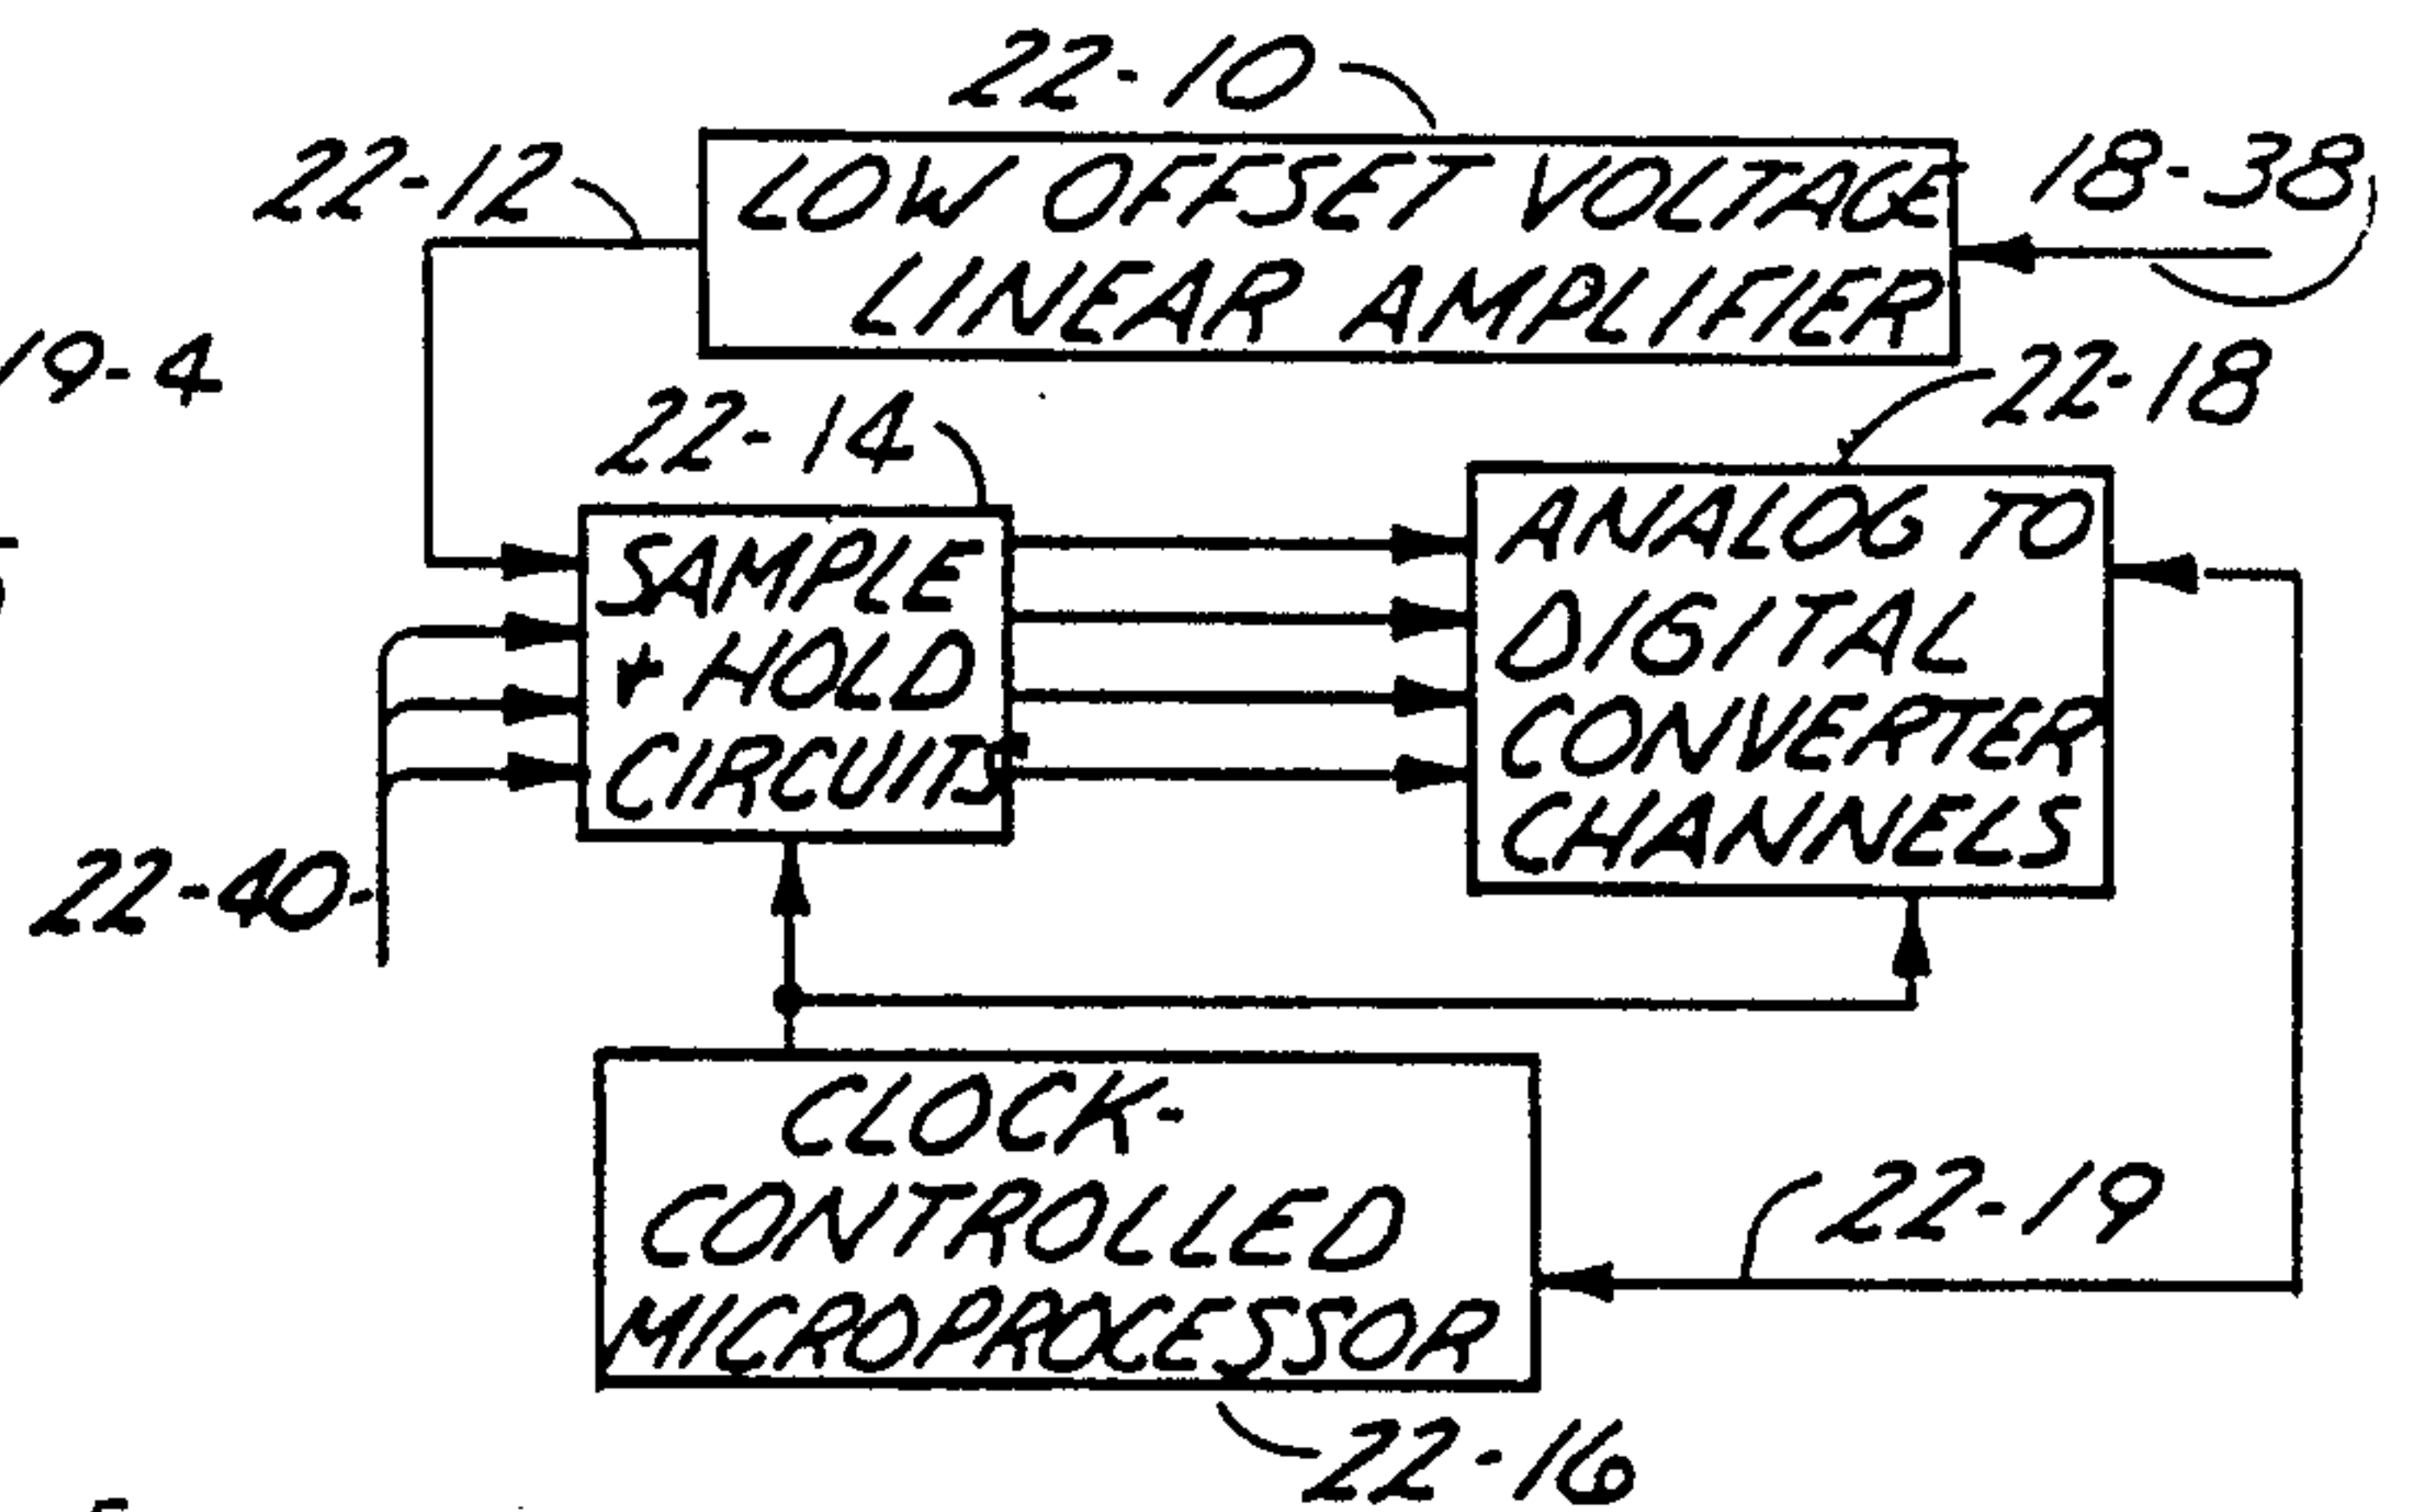 22-10
22-12
LOW OFFSET VOLTAGE
LINEAR AMPLIFIER
18-38
19-4
22-14
22-18
SAMPLE
+ HOLD
CIRCUITS
ANALOG TO
DIGITAL
CONVERTER
CHANNELS
22-40
CLOCK-
CONTROLLED
MICROPROCESSOR
22-19
22-16